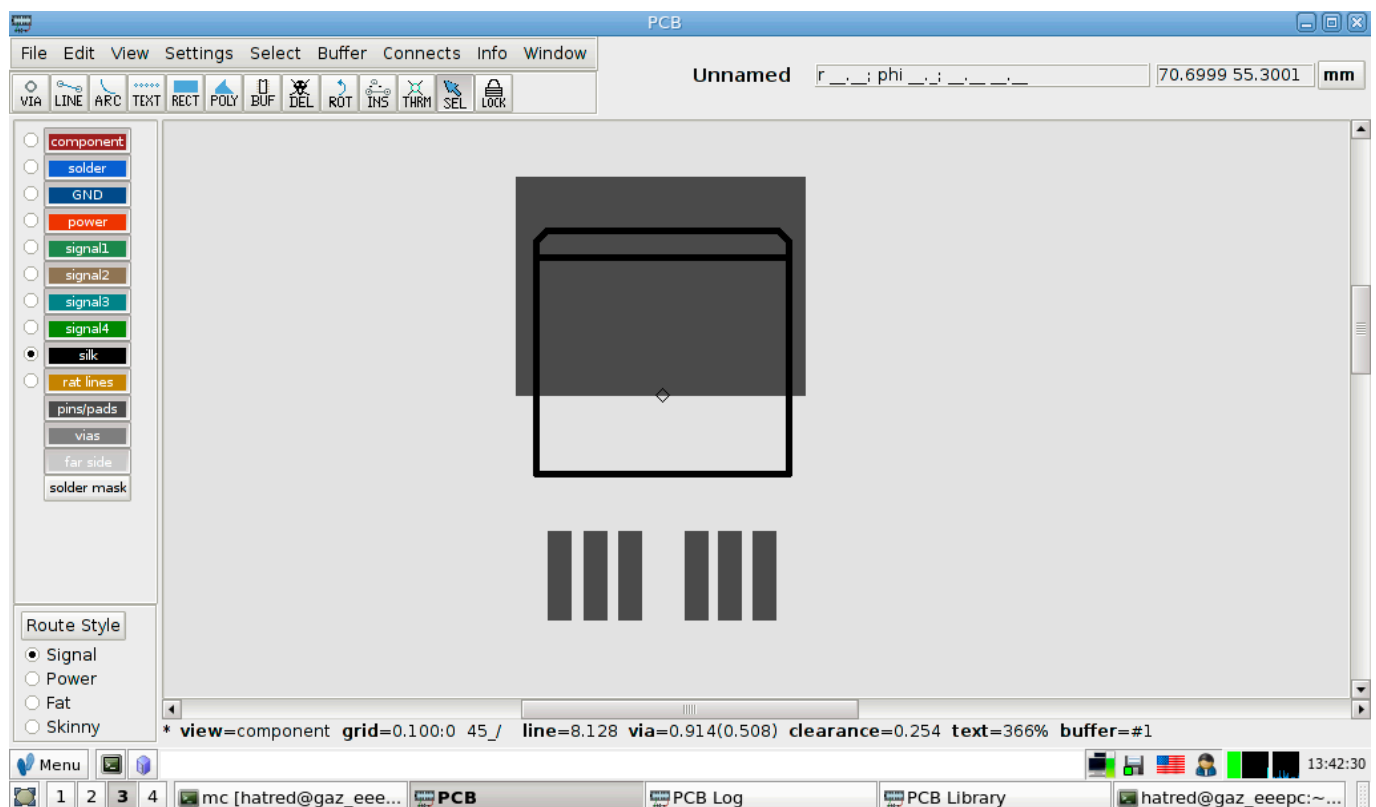 PCB
File Edit View Settings Select Buffer Connects Info Window
Unnamed r __.__; phi __._; __.__ __.__ 70.6999 55.3001 mm
VIA LINE ARC TEXT RECT POLY BUF DEL ROT INS THRM SEL LOCK
component
solder
GND
power
signal1
signal2
signal3
signal4
silk
rat lines
pins/pads
vias
far side
solder mask
Route Style
Signal
Power
Fat
Skinny
* view=component grid=0.100:0 45_/ line=8.128 via=0.914(0.508) clearance=0.254 text=366% buffer=#1
Menu 13:42:30
1 2 3 4 mc [hatred@gaz_eee... PCB PCB Log PCB Library hatred@gaz_eeepc:~...